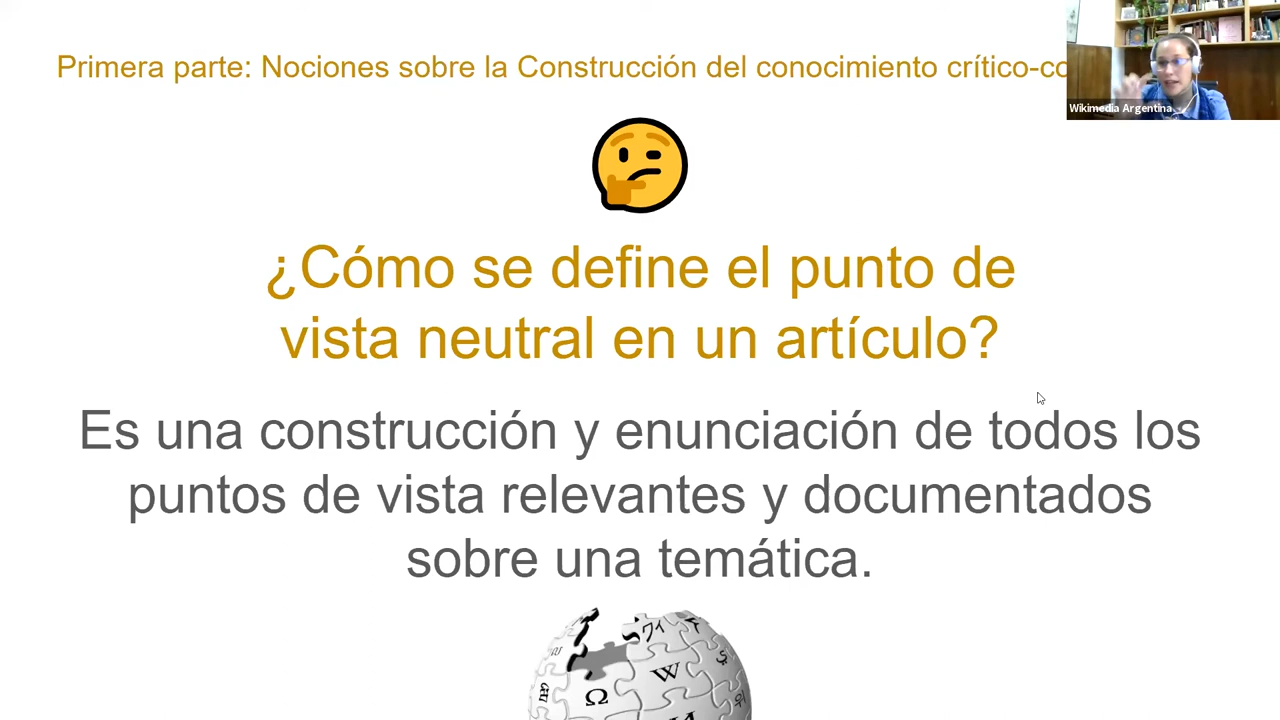 Primera parte: Nociones sobre la Construcción del conocimiento crítico-co
Wikimedia Argentina
¿Cómo se define el punto de
vista neutral en un artículo?
Es una construcción y enunciación de todos los
puntos de vista relevantes y documentados
sobre una temática.
Ω
W